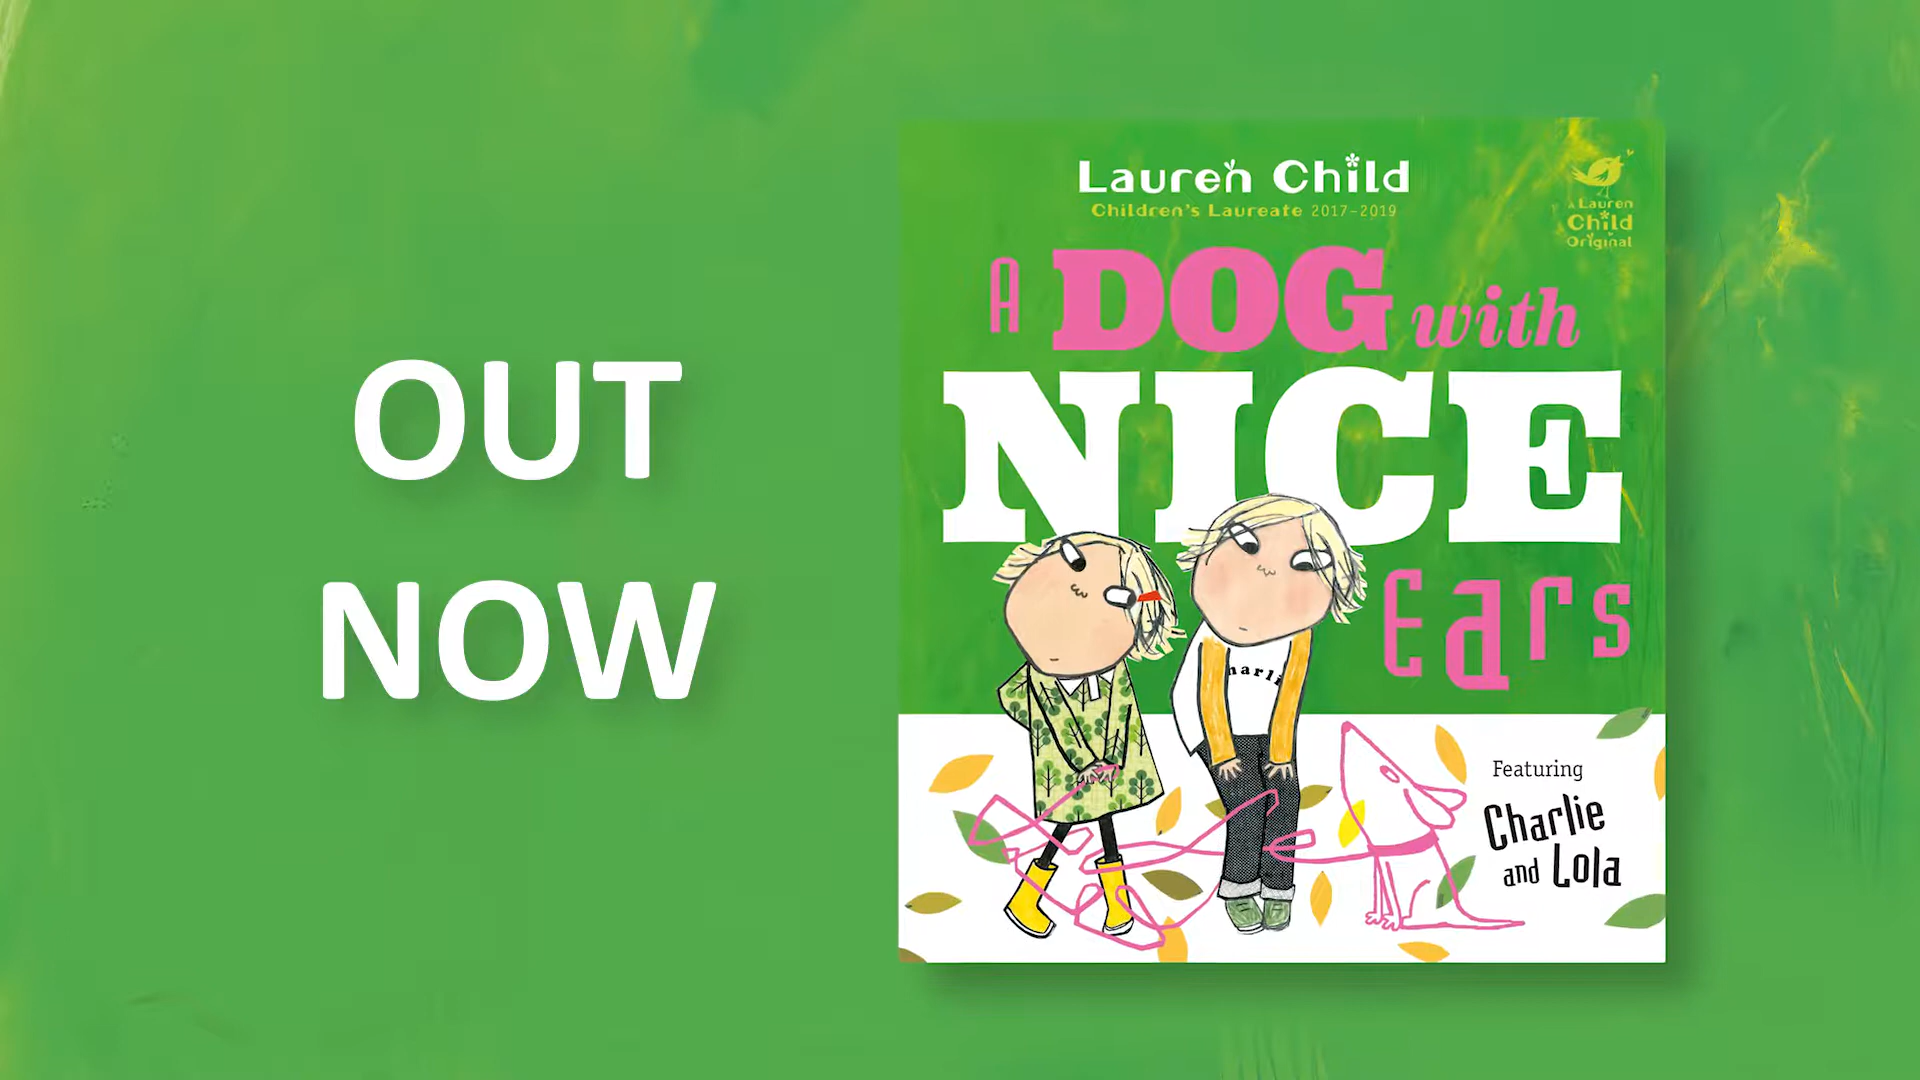 OUT
NOW
Lauren Child
Children's Laureate 2017-2019
A Lauren
Child
Original
A DOG with
NICE
Ears
harli
Featuring
Charlie
and Lola